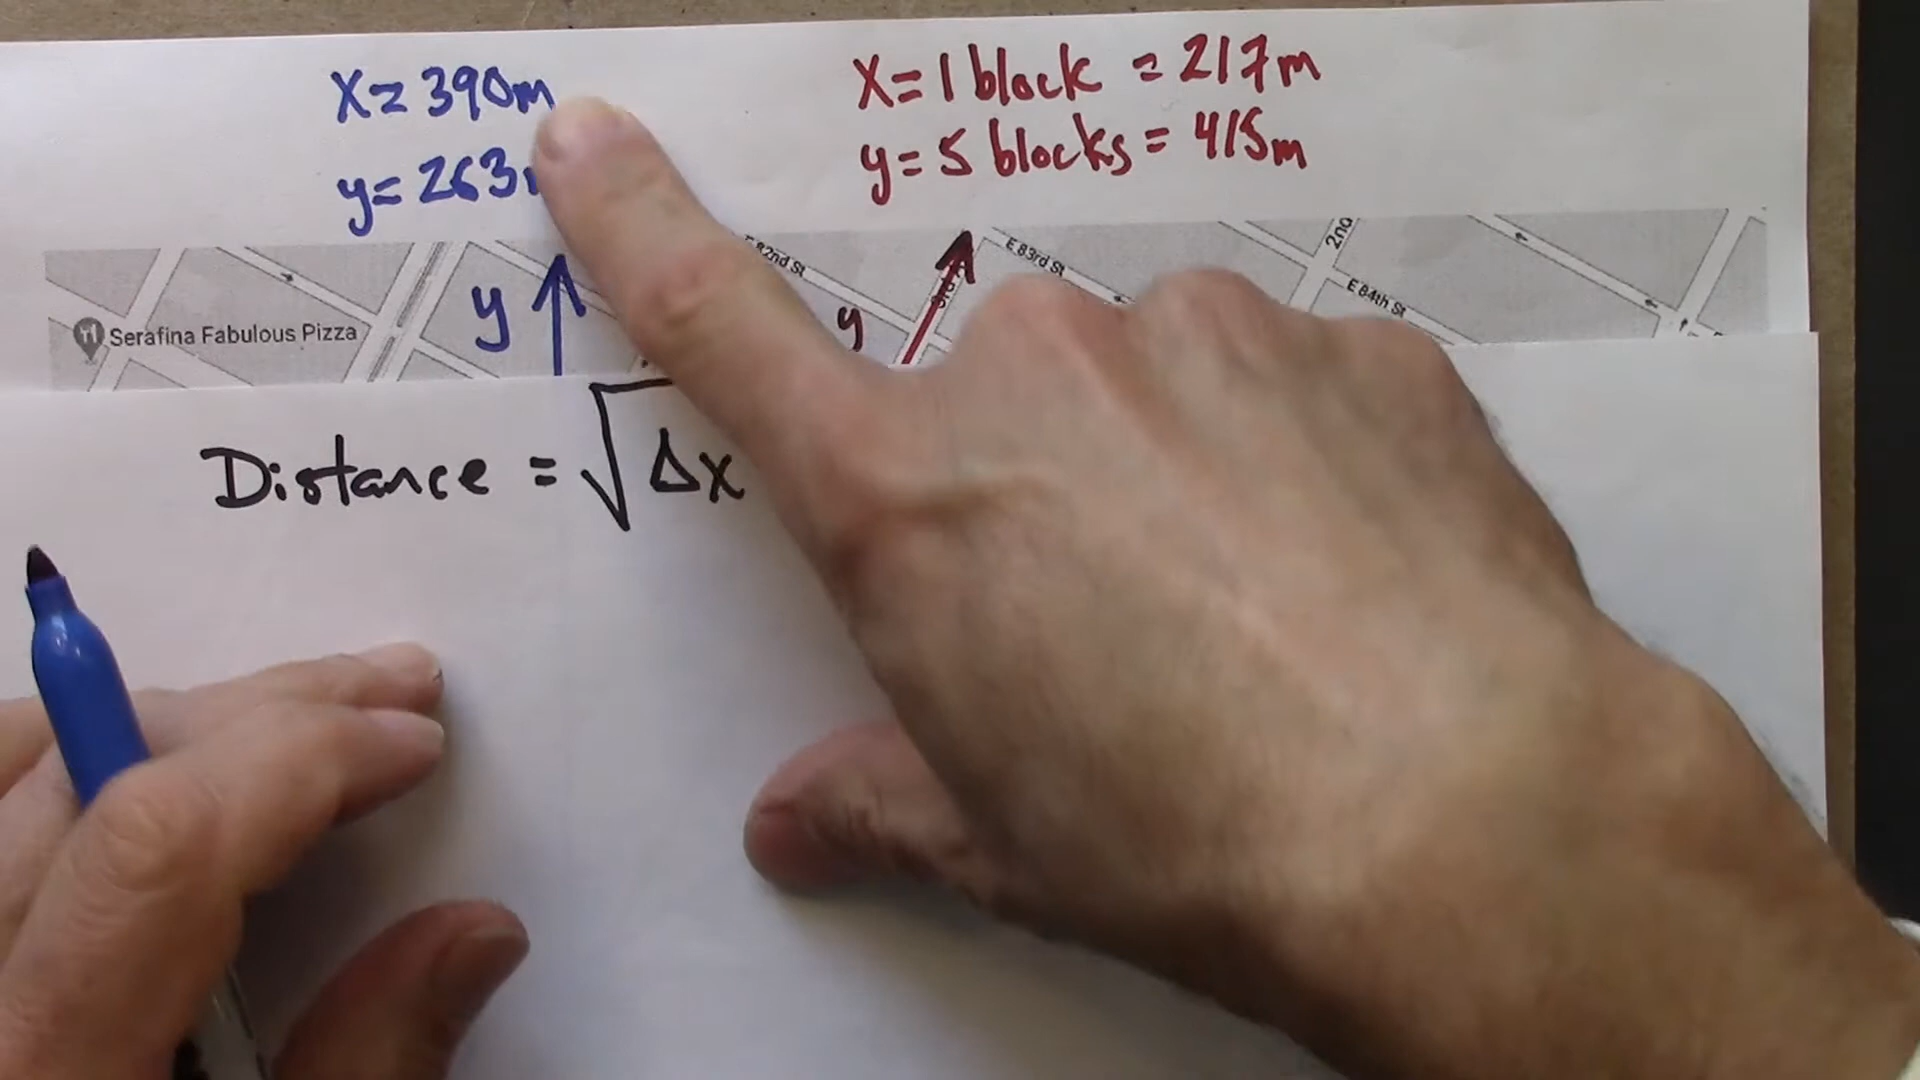 X = 390m
y = 263
X = 1 block = 217m
y = 5 blocks = 415m
E 82nd St
E 83rd St
2nd
E 84th St
Serafina Fabulous Pizza
y
y
Distance = √Δx